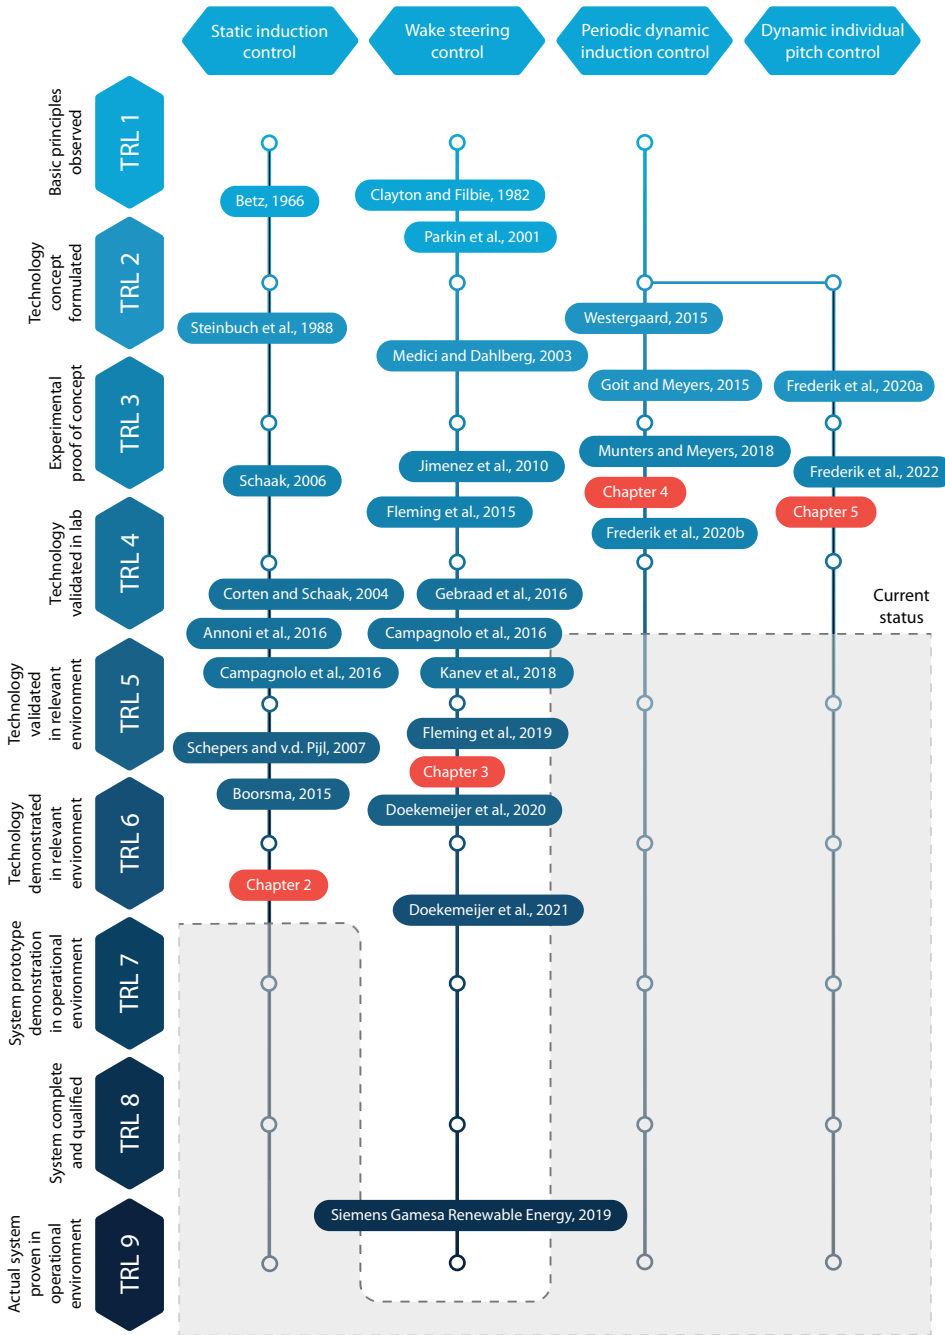 Static induction
control
Wake steering
control
Periodic dynamic
induction control
Dynamic individual
pitch control
TRL 1
Basic principles
observed
Betz, 1966
Clayton and Filbie, 1982
Parkin et al., 2001
TRL 2
Technology
concept
formulated
Steinbuch et al., 1988
Medici and Dahlberg, 2003
Westergaard, 2015
Goit and Meyers, 2015
Frederik et al., 2020a
TRL 3
Experimental
proof of concept
Schaak, 2006
Jimenez et al., 2010
Fleming et al., 2015
Munters and Meyers, 2018
Chapter 4
Frederik et al., 2020b
Frederik et al., 2022
Chapter 5
TRL 4
Technology
validated in lab
Corten and Schaak, 2004
Annoni et al., 2016
Campagnolo et al., 2016
Gebraad et al., 2016
Campagnolo et al., 2016
Kanev et al., 2018
Current
status
TRL 5
Technology
validated
in relevant
environment
Schepers and v.d. Pijl, 2007
Boorsma, 2015
Fleming et al., 2019
Chapter 3
Doekemeijer et al., 2020
TRL 6
Technology
demonstrated
in relevant
environment
Chapter 2
Doekemeijer et al., 2021
TRL 7
System prototype
demonstration
in operational
environment
TRL 8
System complete
and qualified
Siemens Gamesa Renewable Energy, 2019
TRL 9
Actual system
proven in
operational
environment